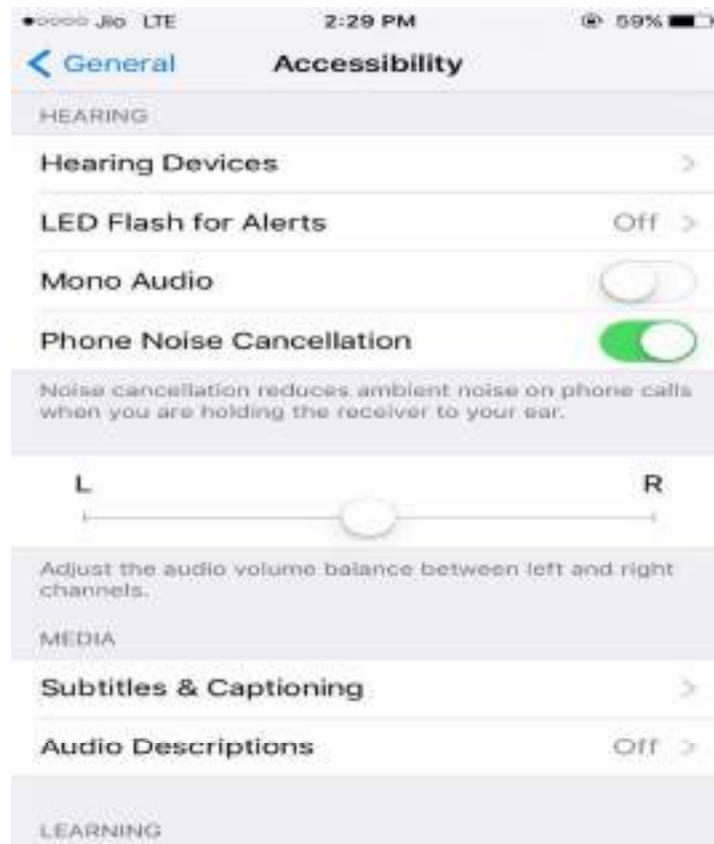 Jio LTE 2:29 PM 59%
General Accessibility
HEARING
Hearing Devices
LED Flash for Alerts Off
Mono Audio
Phone Noise Cancellation
Noise cancellation reduces ambient noise on phone calls
when you are holding the receiver to your ear.
L R
Adjust the audio volume balance between left and right
channels.
MEDIA
Subtitles & Captioning
Audio Descriptions Off
LEARNING